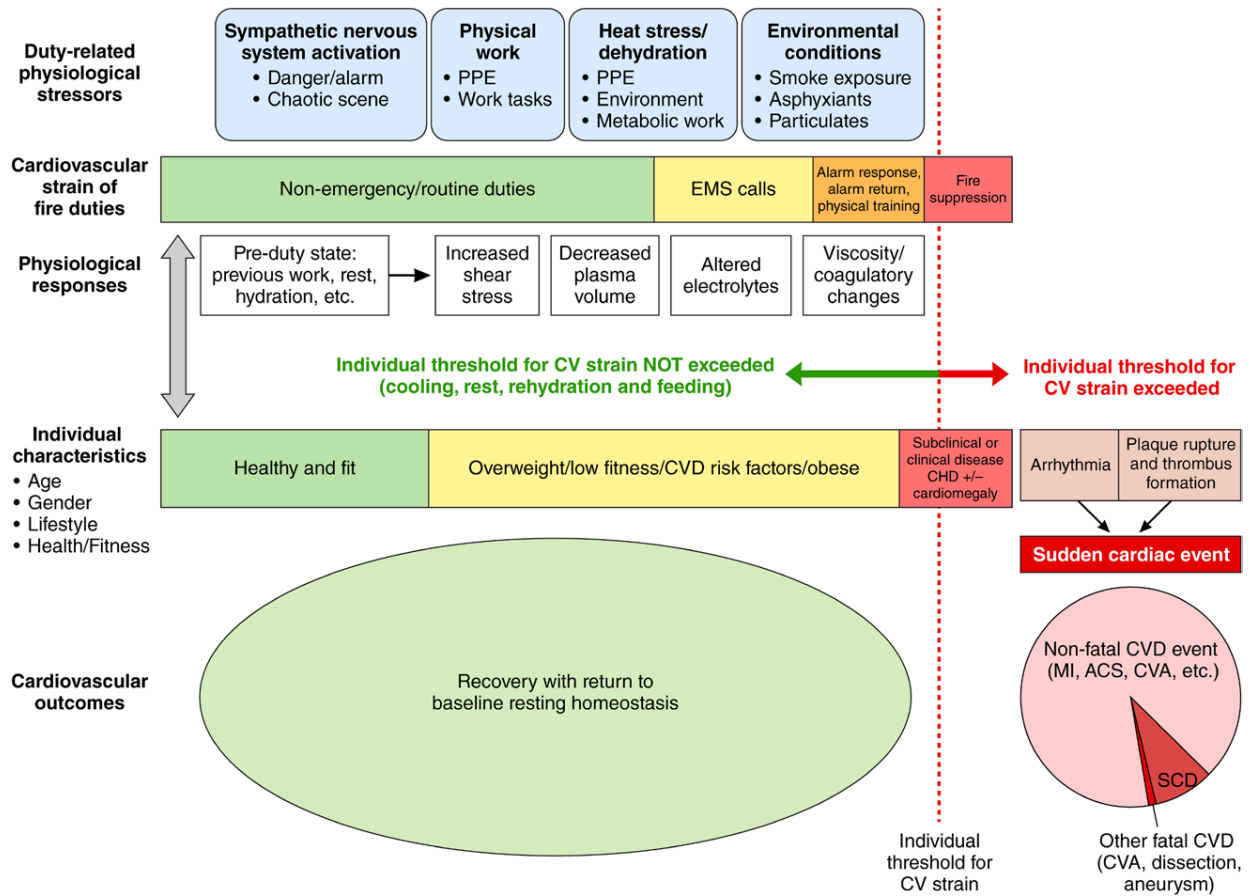 Duty-related
physiological
stressors
Sympathetic nervous
system activation
• Danger/alarm
• Chaotic scene
Physical
work
• PPE
• Work tasks
Heat stress/
dehydration
• PPE
• Environment
• Metabolic work
Environmental
conditions
• Smoke exposure
• Asphyxiants
• Particulates
Cardiovascular
strain of
fire duties
Non-emergency/routine duties
EMS calls
Alarm response,
alarm return,
physical training
Fire
suppression
Physiological
responses
Pre-duty state:
previous work, rest,
hydration, etc.
Increased
shear
stress
Decreased
plasma
volume
Altered
electrolytes
Viscosity/
coagulatory
changes
Individual threshold for CV strain NOT exceeded
(cooling, rest, rehydration and feeding)
Individual threshold for
CV strain exceeded
Individual
characteristics
• Age
• Gender
• Lifestyle
• Health/Fitness
Healthy and fit
Overweight/low fitness/CVD risk factors/obese
Subclinical or
clinical disease
CHD +/–
cardiomegaly
Arrhythmia
Plaque rupture
and thrombus
formation
Sudden cardiac event
Cardiovascular
outcomes
Recovery with return to
baseline resting homeostasis
Non-fatal CVD event
(MI, ACS, CVA, etc.)
SCD
Individual
threshold for
CV strain
Other fatal CVD
(CVA, dissection,
aneurysm)